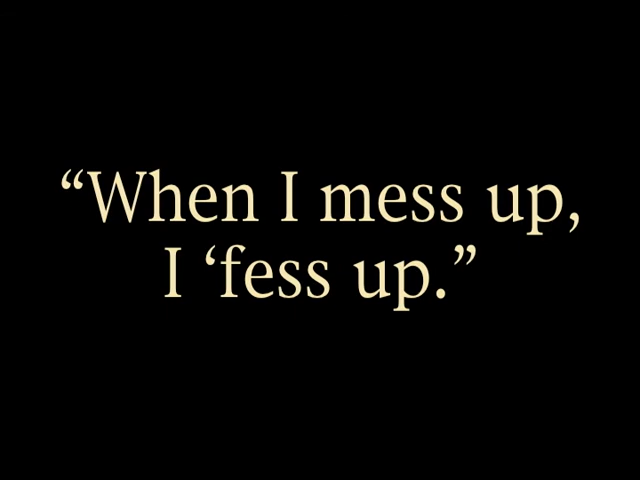 “When I mess up,
I ‘fess up.”